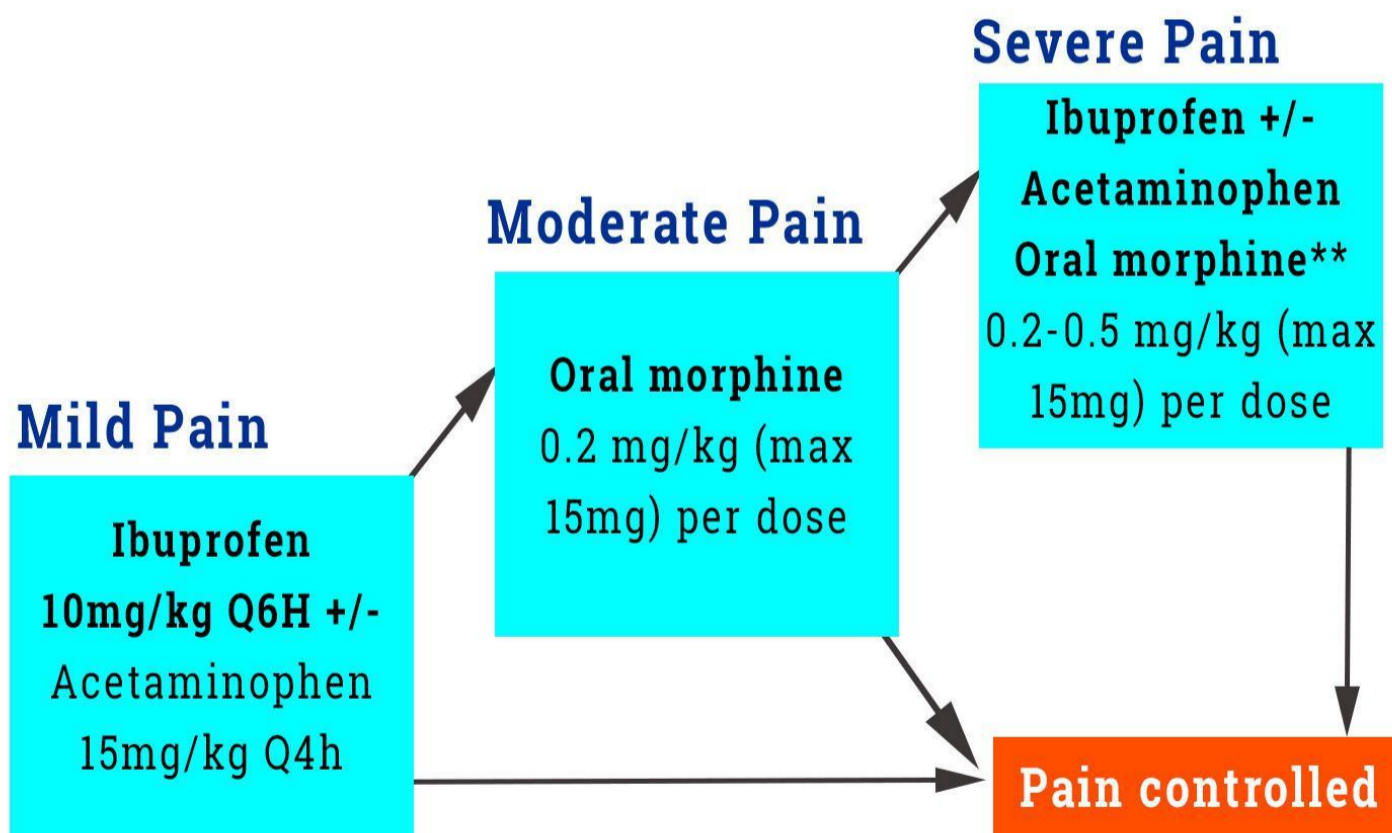 Severe Pain
Ibuprofen +/-
Acetaminophen
Oral morphine**
0.2-0.5 mg/kg (max
15mg) per dose
Moderate Pain
Oral morphine
0.2 mg/kg (max
15mg) per dose
Mild Pain
Ibuprofen
10mg/kg Q6H +/-
Acetaminophen
15mg/kg Q4h
Pain controlled